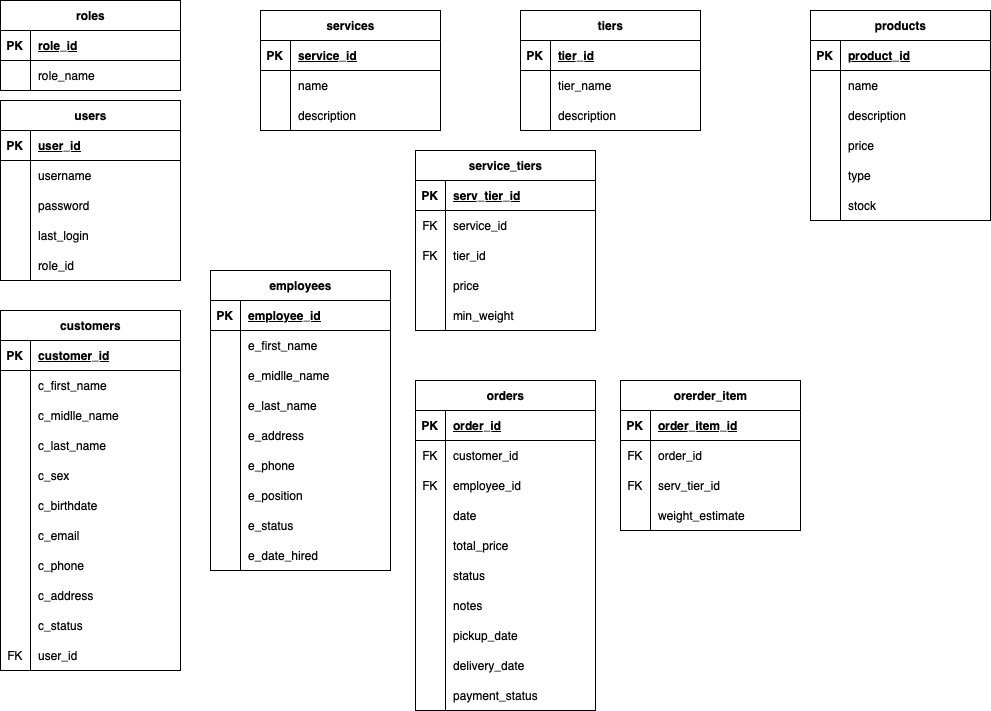 roles
PK role_id
role_name
users
PK user_id
username
password
last_login
role_id
customers
PK customer_id
c_first_name
c_midlle_name
c_last_name
c_sex
c_birthdate
c_email
c_phone
c_address
c_status
FK user_id
services
PK service_id
name
description
tiers
PK tier_id
tier_name
description
products
PK product_id
name
description
price
type
stock
service_tiers
PK serv_tier_id
FK service_id
FK tier_id
price
min_weight
employees
PK employee_id
e_first_name
e_midlle_name
e_last_name
e_address
e_phone
e_position
e_status
e_date_hired
orders
PK order_id
FK customer_id
FK employee_id
date
total_price
status
notes
pickup_date
delivery_date
payment_status
orerder_item
PK order_item_id
FK order_id
FK serv_tier_id
weight_estimate